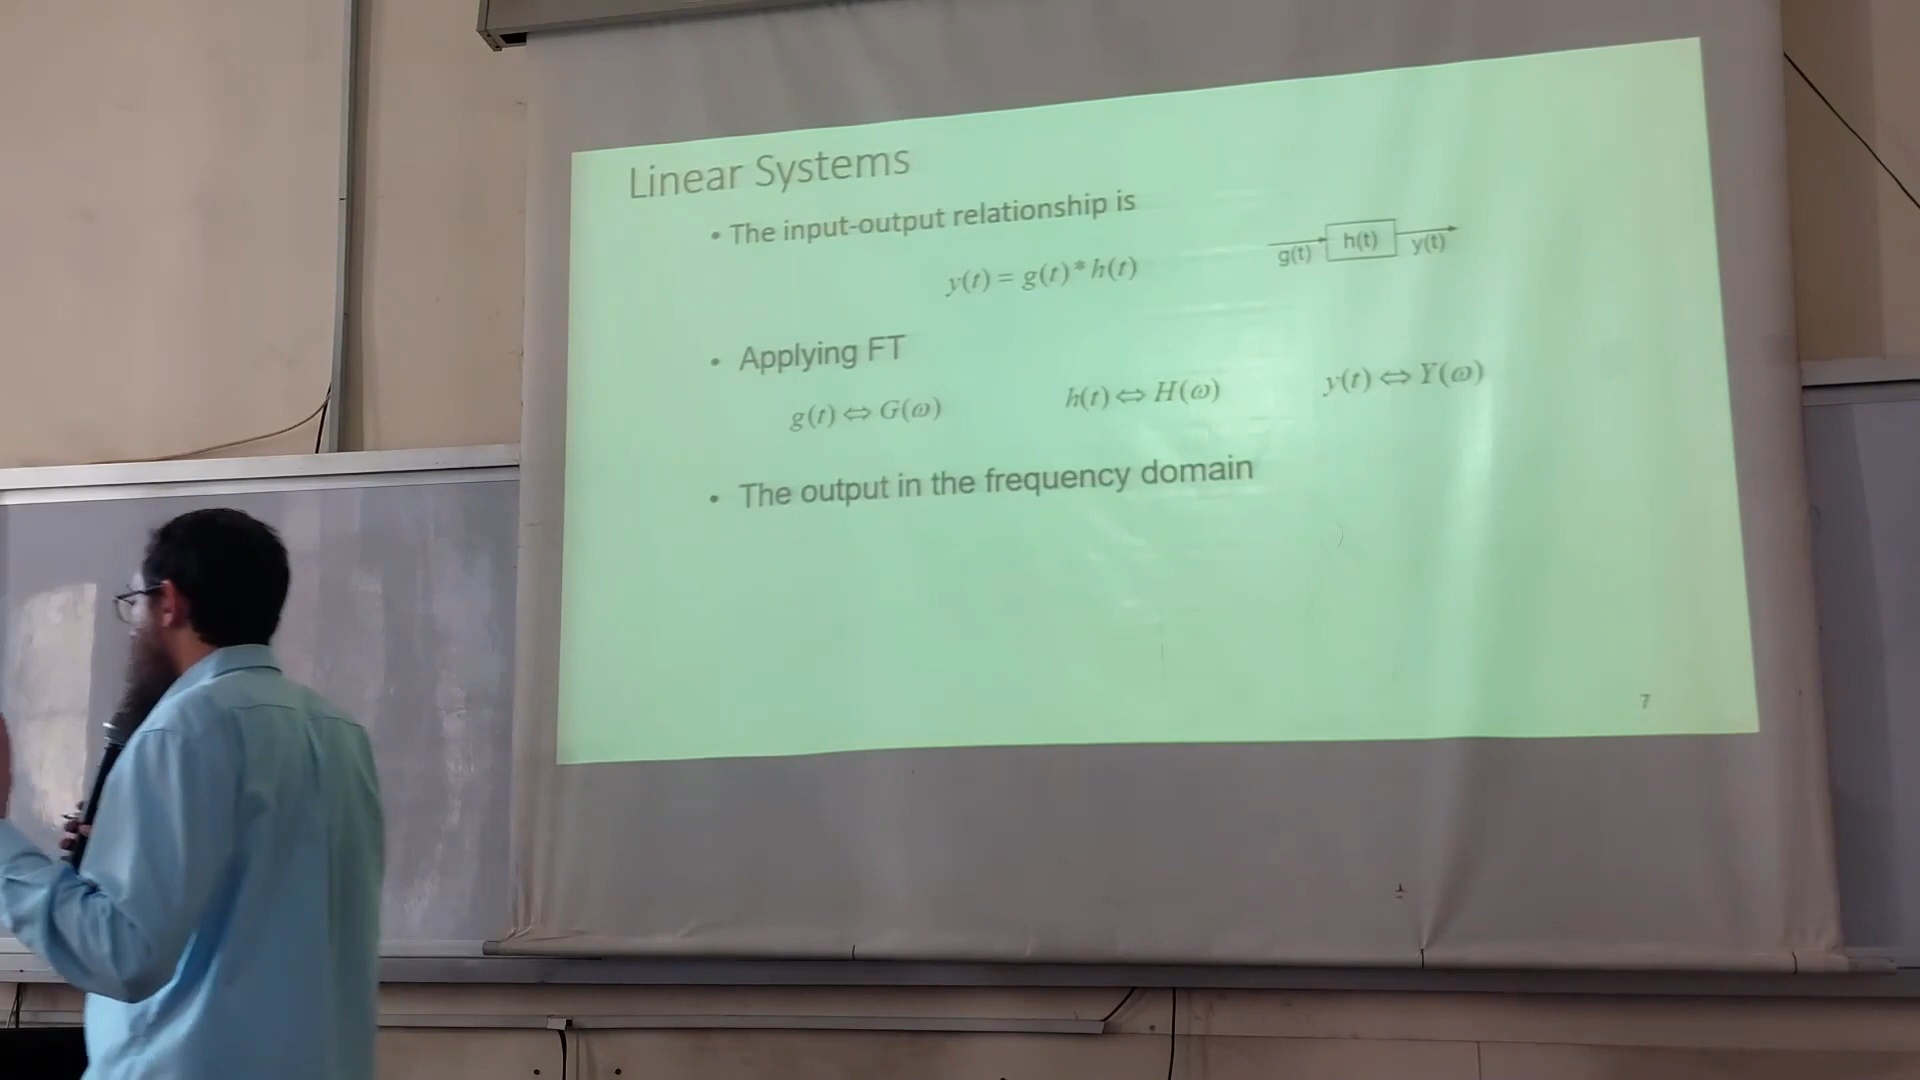 Linear Systems
• The input-output relationship is
y(t) = g(t) * h(t)
g(t) h(t) y(t)
• Applying FT
g(t) ⇔ G(ω) h(t) ⇔ H(ω) y(t) ⇔ Y(ω)
• The output in the frequency domain
7